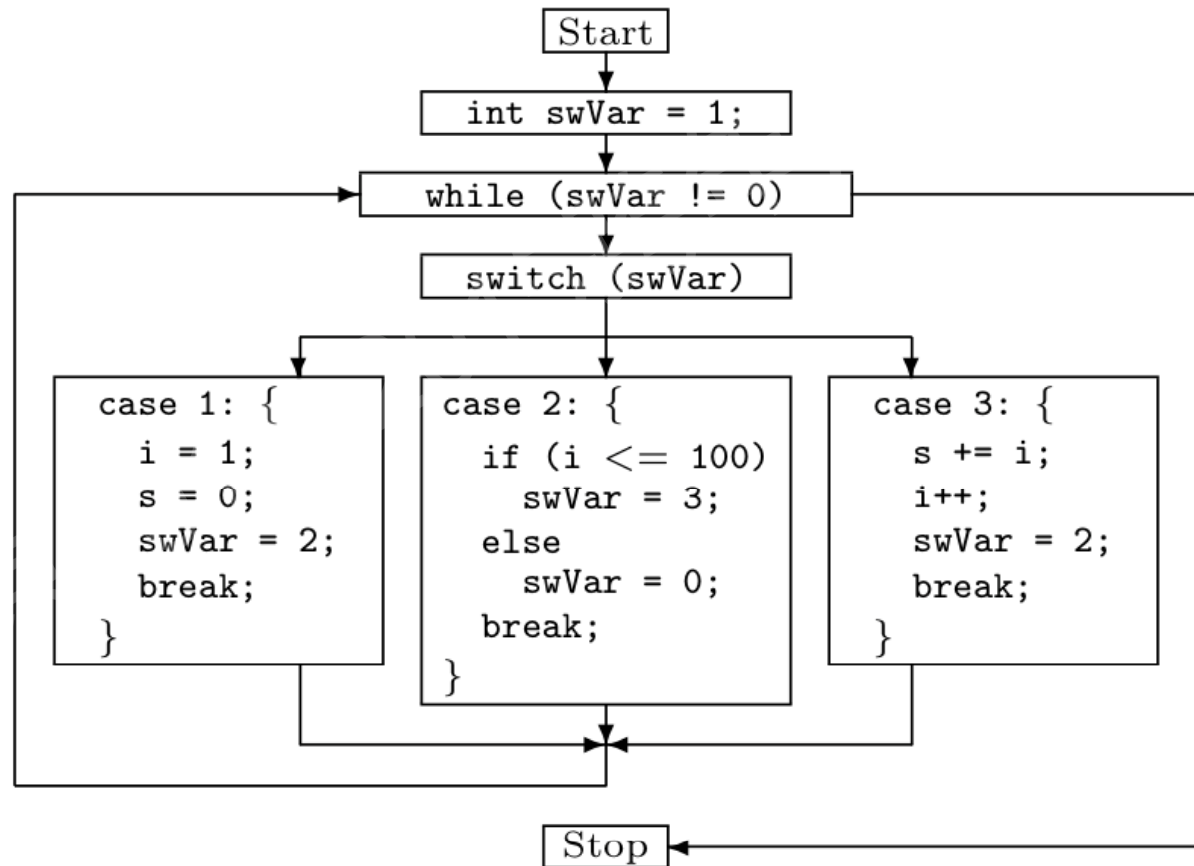 Start
int swVar = 1;
while (swVar != 0)
switch (swVar)
case 1: {
i = 1;
s = 0;
swVar = 2;
break;
}
case 2: {
if (i <= 100)
swVar = 3;
else
swVar = 0;
break;
}
case 3: {
s += i;
i++;
swVar = 2;
break;
}
Stop